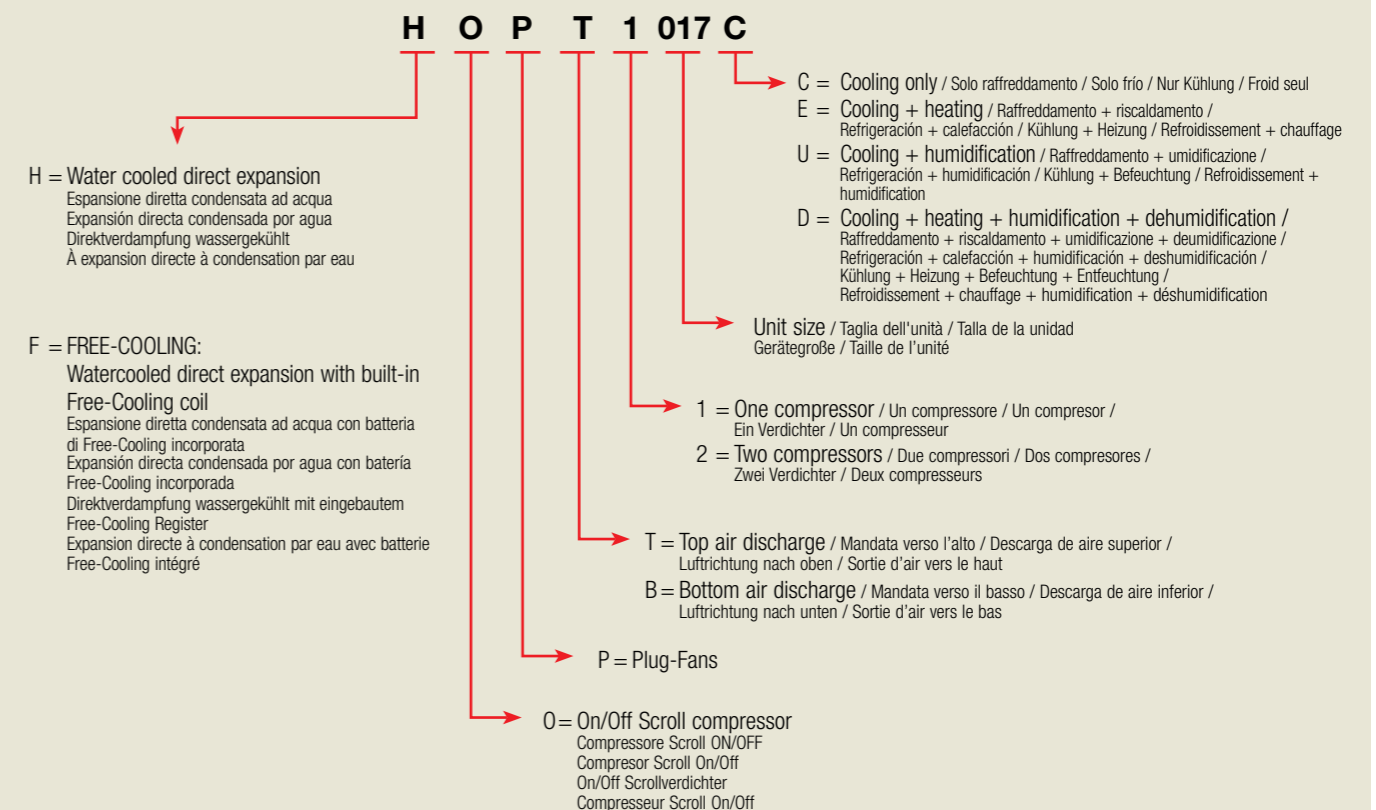 H O P T 1 017 C
C = Cooling only / Solo raffreddamento / Solo frío / Nur Kühlung / Froid seul
E = Cooling + heating / Raffreddamento + riscaldamento /
Refrigeración + calefacción / Kühlung + Heizung / Refroidissement + chauffage
U = Cooling + humidification / Raffreddamento + umidificazione /
Refrigeración + humidificación / Kühlung + Befeuchtung / Refroidissement +
humidification
D = Cooling + heating + humidification + dehumidification /
Raffreddamento + riscaldamento + umidificazione + deumidificazione /
Refrigeración + calefacción + humidificación + deshumidificación /
Kühlung + Heizung + Befeuchtung + Entfeuchtung /
Refroidissement + chauffage + humidification + déshumidification
H = Water cooled direct expansion
Espansione diretta condensata ad acqua
Expansión directa condensada por agua
Direktverdampfung wassergekühlt
À expansion directe à condensation par eau
Unit size / Taglia dell'unità / Talla de la unidad
Gerätegroße / Taille de l'unité
F = FREE-COOLING:
Watercooled direct expansion with built-in
Free-Cooling coil
Espansione diretta condensata ad acqua con batteria
di Free-Cooling incorporata
Expansión directa condensada por agua con batería
Free-Cooling incorporada
Direktverdampfung wassergekühlt mit eingebautem
Free-Cooling Register
Expansion directe à condensation par eau avec batterie
Free-Cooling intégré
1 = One compressor / Un compressore / Un compresor /
Ein Verdichter / Un compresseur
2 = Two compressors / Due compressori / Dos compresores /
Zwei Verdichter / Deux compresseurs
T = Top air discharge / Mandata verso l'alto / Descarga de aire superior /
Luftrichtung nach oben / Sortie d'air vers le haut
B = Bottom air discharge / Mandata verso il basso / Descarga de aire inferior /
Luftrichtung nach unten / Sortie d'air vers le bas
P = Plug-Fans
O = On/Off Scroll compressor
Compressore Scroll ON/OFF
Compresor Scroll On/Off
On/Off Scrollverdichter
Compresseur Scroll On/Off